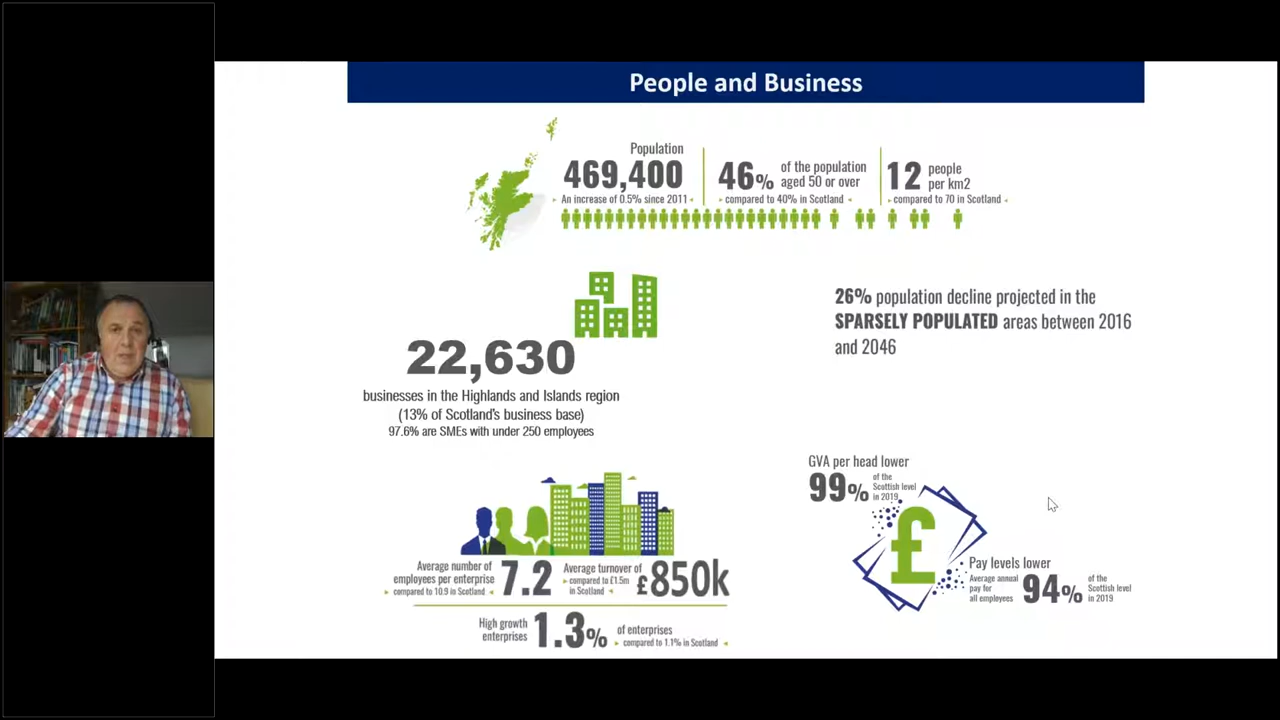 People and Business
Population
469,400
An increase of 0.5% since 2011
46% of the population
aged 50 or over
compared to 40% in Scotland
12 people
per km2
compared to 70 in Scotland
22,630
businesses in the Highlands and Islands region
(13% of Scotland's business base)
97.6% are SMEs with under 250 employees
26% population decline projected in the
SPARSELY POPULATED areas between 2016
and 2046
Average number of
employees per enterprise
compared to 10.9 in Scotland
7.2
Average turnover of
compared to £1.5m
in Scotland
£850k
High growth
enterprises
1.3%
of enterprises
compared to 1.1% in Scotland
GVA per head lower
99%
of the
Scottish level
in 2019
£
Pay levels lower
Average annual
pay for
all employees
94%
of the
Scottish level
in 2019